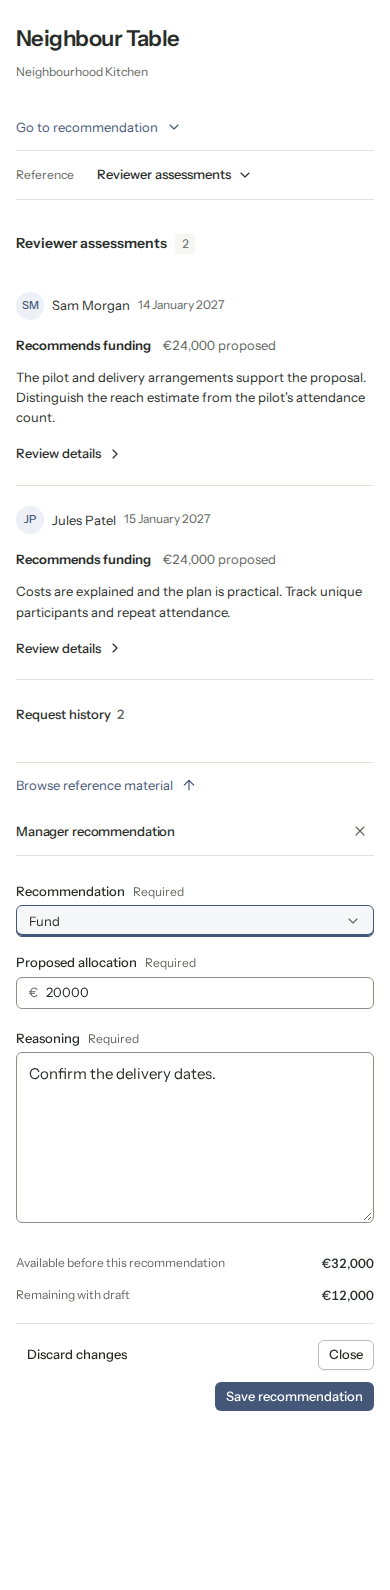 Neighbour Table
Neighbourhood Kitchen
Go to recommendation
Reference Reviewer assessments
Reviewer assessments 2
SM Sam Morgan 14 January 2027
Recommends funding €24,000 proposed
The pilot and delivery arrangements support the proposal.
Distinguish the reach estimate from the pilot's attendance
count.
Review details
JP Jules Patel 15 January 2027
Recommends funding €24,000 proposed
Costs are explained and the plan is practical. Track unique
participants and repeat attendance.
Review details
Request history 2
Browse reference material
Manager recommendation
Recommendation Required
Fund
Proposed allocation Required
€ 20000
Reasoning Required
Confirm the delivery dates.
Available before this recommendation €32,000
Remaining with draft €12,000
Discard changes Close
Save recommendation